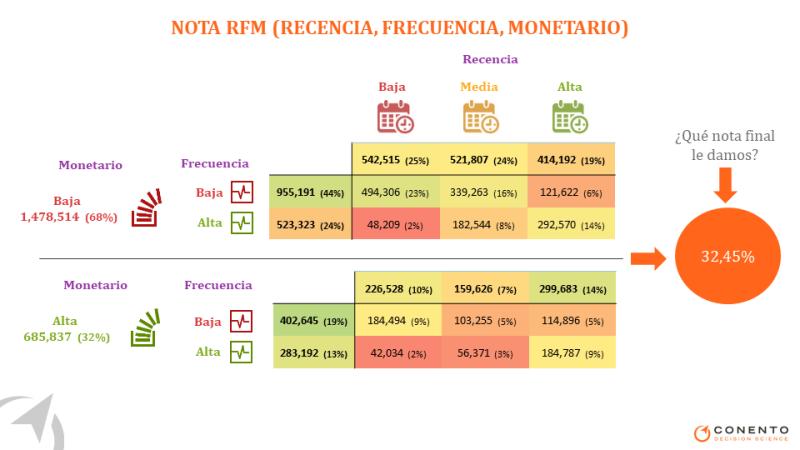 NOTA RFM (RECENCIA, FRECUENCIA, MONETARIO)
Recencia
Baja Media Alta
¿Qué nota final
le damos?
Monetario Frecuencia
542,515 (25%) 521,807 (24%) 414,192 (19%)
Baja
1,478,514 (68%)
Baja 955,191 (44%) 494,306 (23%) 339,263 (16%) 121,622 (6%)
Alta 523,323 (24%) 48,209 (2%) 182,544 (8%) 292,570 (14%)
32,45%
Monetario Frecuencia
226,528 (10%) 159,626 (7%) 299,683 (14%)
Alta
685,837 (32%)
Baja 402,645 (19%) 184,494 (9%) 103,255 (5%) 114,896 (5%)
Alta 283,192 (13%) 42,034 (2%) 56,371 (3%) 184,787 (9%)
CONENTO
DECISION SCIENCE